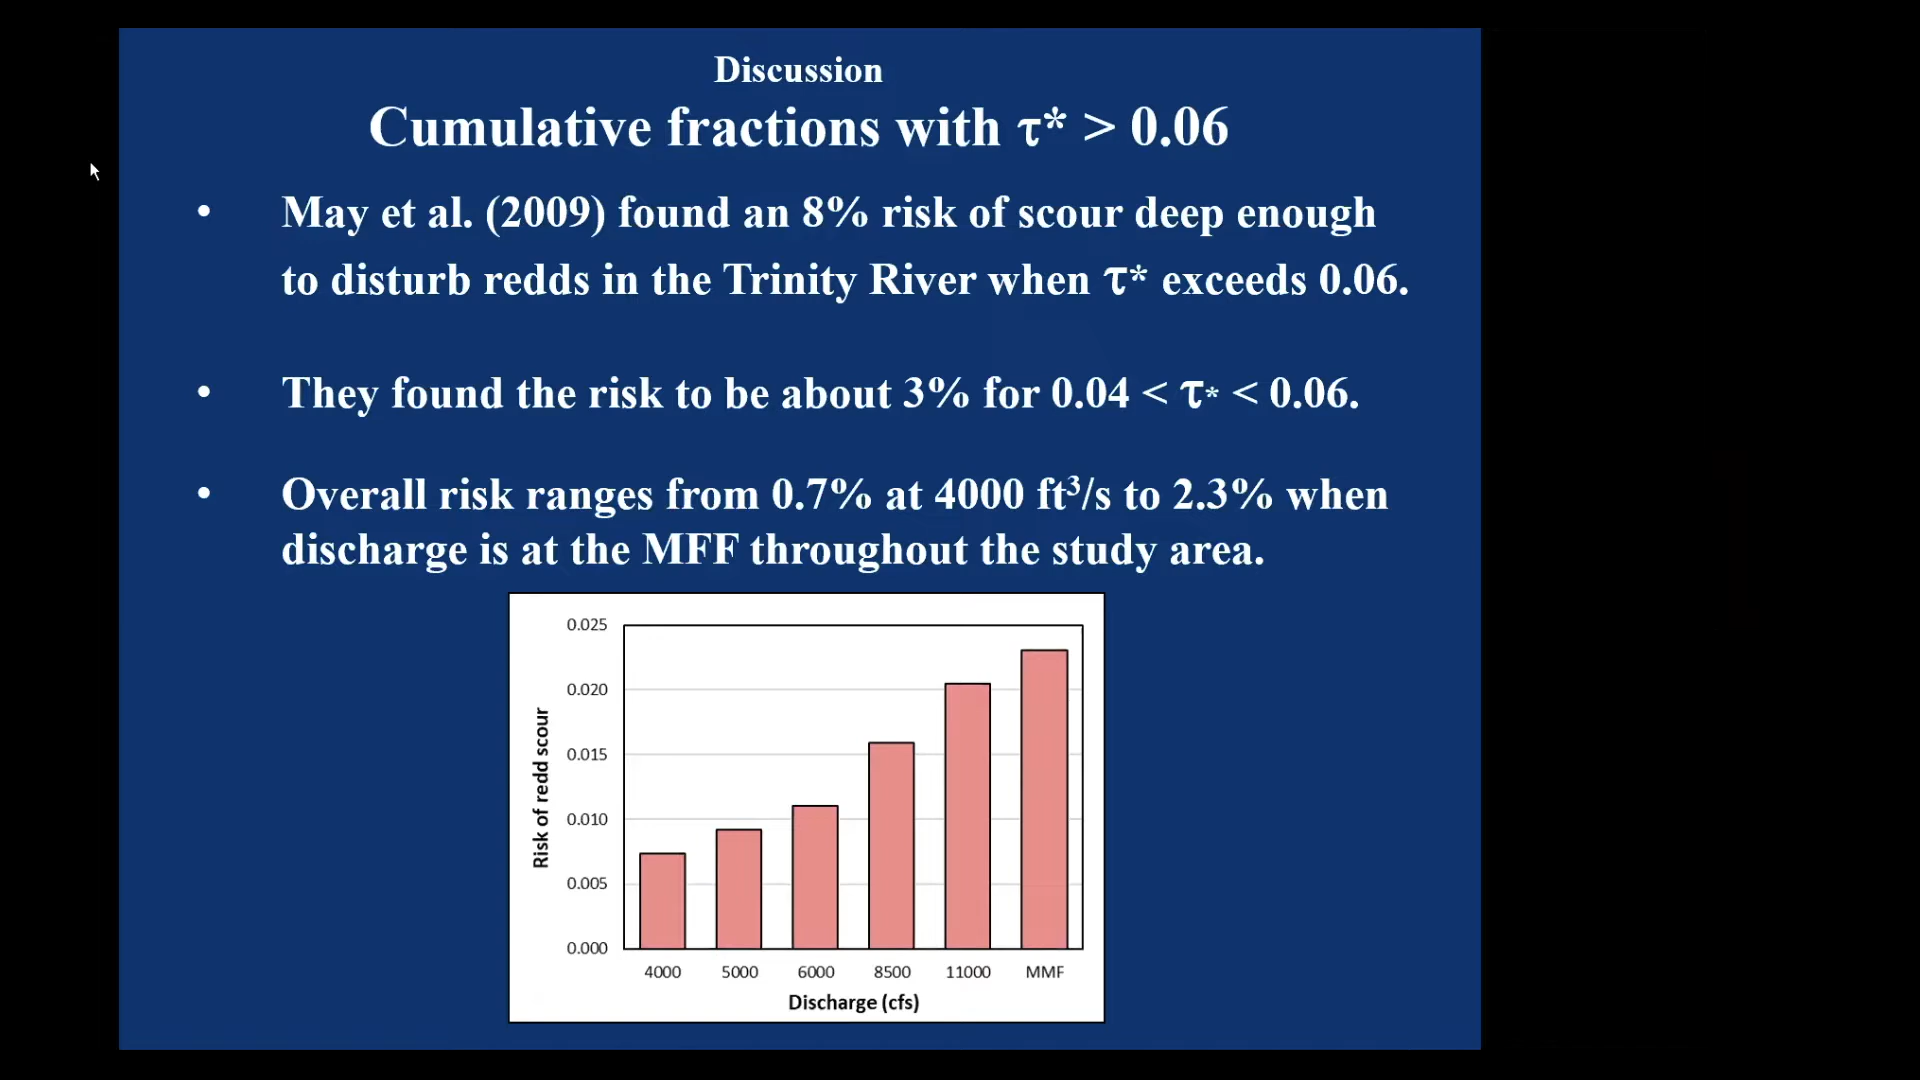 Discussion
Cumulative fractions with τ* > 0.06
• May et al. (2009) found an 8% risk of scour deep enough
to disturb redds in the Trinity River when τ* exceeds 0.06.
• They found the risk to be about 3% for 0.04 < τ* < 0.06.
• Overall risk ranges from 0.7% at 4000 ft³/s to 2.3% when
discharge is at the MFF throughout the study area.
0.025
0.020
0.015
0.010
0.005
0.000
Risk of redd scour
4000 5000 6000 8500 11000 MMF
Discharge (cfs)